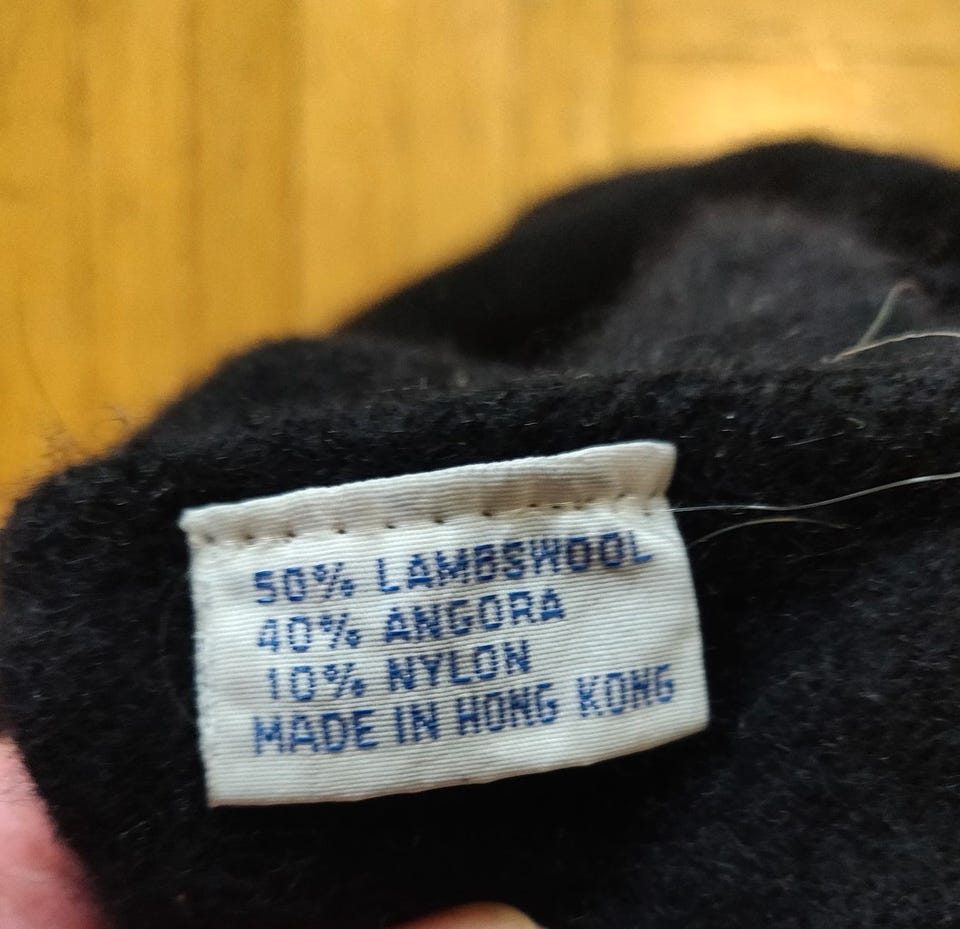 50% LAMBSWOOL
40% ANGORA
10% NYLON
MADE IN HONG KONG